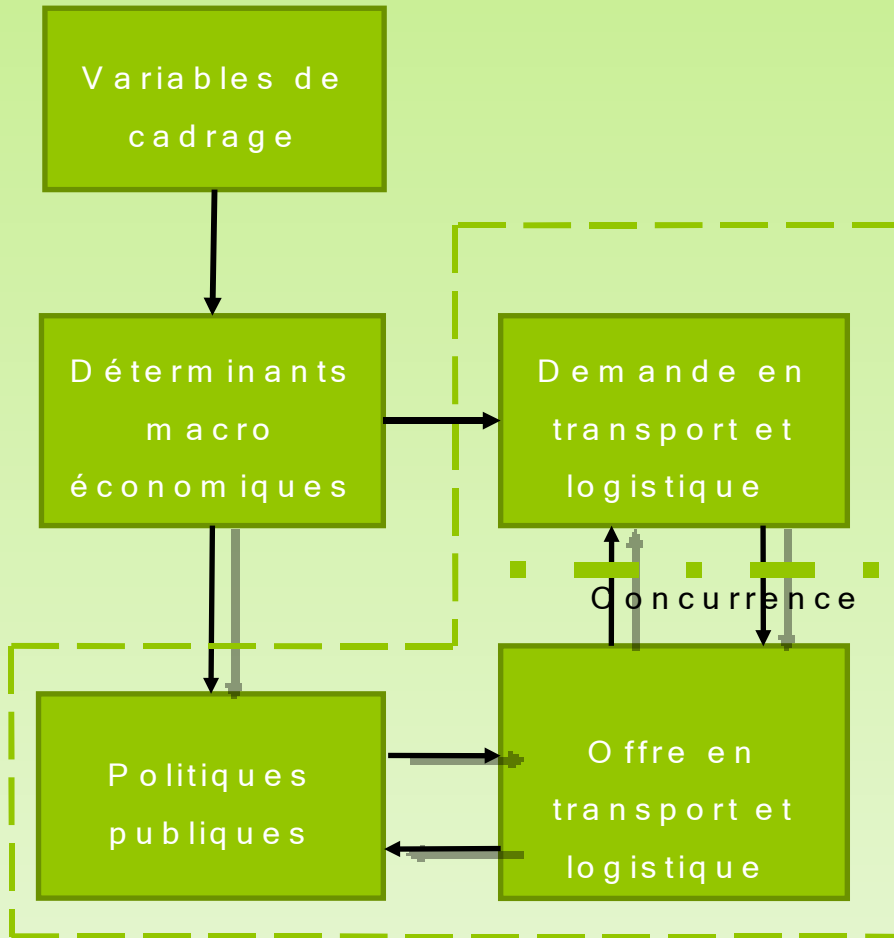 Variables de
cadrage
Déterminants
macro
économiques
Demande en
transport et
logistique
Concurrence
Politiques
publiques
Offre en
transport et
logistique